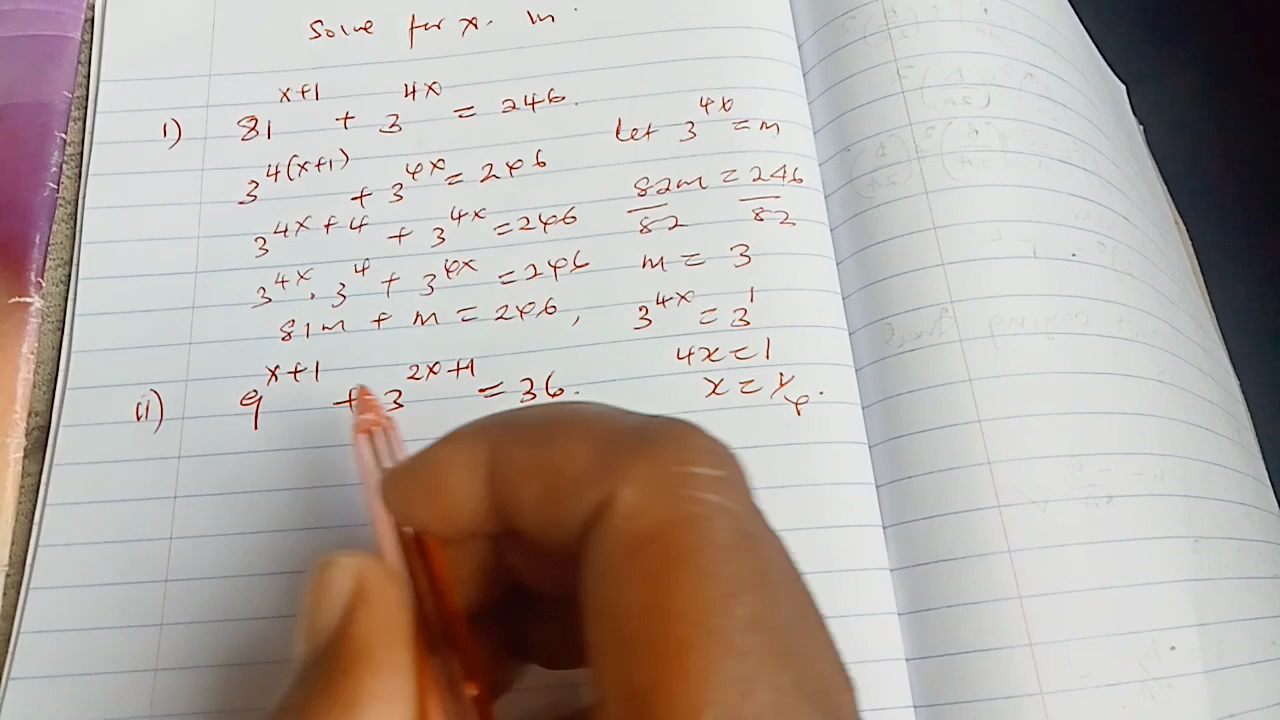 Solve for x. in
1) 81^{x+1} + 3^{4x} = 246.
3^{4(x+1)} + 3^{4x} = 246
3^{4x+4} + 3^{4x} = 246
3^{4x} . 3^4 + 3^{4x} = 246
81m + m = 246,
Let 3^{4x} = m
82m/82 = 246/82
m = 3
3^{4x} = 3^1
4x = 1
x = 1/4.
(ii) 9^{x+1} + 3^{2x+1} = 36.